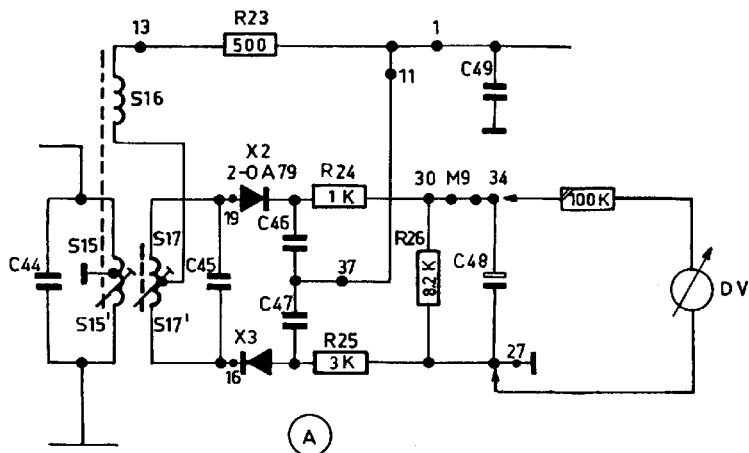 R23
13
500
1
11
C49
S16
X2
2-0A79
R24
30 M9 34
1K
100K
19
C46
R26
S15
S17
C44
C45
37
8.2K
C48
DV
S15'
S17'
C47
X3
R25
16
3K
27
A